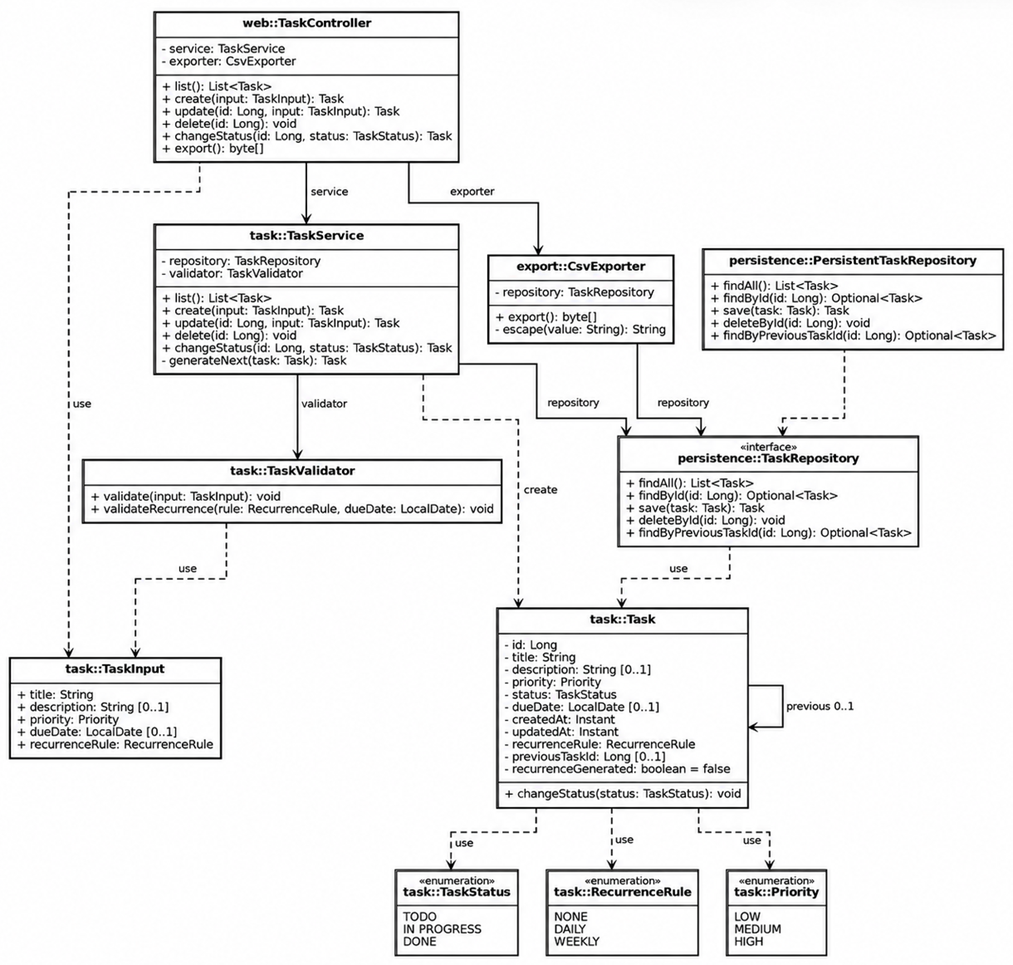 web::TaskController
- service: TaskService
- exporter: CsvExporter
+ list(): List<Task>
+ create(input: TaskInput): Task
+ update(id: Long, input: TaskInput): Task
+ delete(id: Long): void
+ changeStatus(id: Long, status: TaskStatus): Task
+ export(): byte[]
service
exporter
task::TaskService
- repository: TaskRepository
- validator: TaskValidator
+ list(): List<Task>
+ create(input: TaskInput): Task
+ update(id: Long, input: TaskInput): Task
+ delete(id: Long): void
+ changeStatus(id: Long, status: TaskStatus): Task
- generateNext(task: Task): Task
export::CsvExporter
- repository: TaskRepository
+ export(): byte[]
- escape(value: String): String
persistence::PersistentTaskRepository
+ findAll(): List<Task>
+ findById(id: Long): Optional<Task>
+ save(task: Task): Task
+ deleteById(id: Long): void
+ findByPreviousTaskId(id: Long): Optional<Task>
use
validator
repository
repository
task::TaskValidator
+ validate(input: TaskInput): void
+ validateRecurrence(rule: RecurrenceRule, dueDate: LocalDate): void
create
«interface»
persistence::TaskRepository
+ findAll(): List<Task>
+ findById(id: Long): Optional<Task>
+ save(task: Task): Task
+ deleteById(id: Long): void
+ findByPreviousTaskId(id: Long): Optional<Task>
use
use
task::TaskInput
+ title: String
+ description: String [0..1]
+ priority: Priority
+ dueDate: LocalDate [0..1]
+ recurrenceRule: RecurrenceRule
task::Task
- id: Long
- title: String
- description: String [0..1]
- priority: Priority
- status: TaskStatus
- dueDate: LocalDate [0..1]
- createdAt: Instant
- updatedAt: Instant
- recurrenceRule: RecurrenceRule
- previousTaskId: Long [0..1]
- recurrenceGenerated: boolean = false
+ changeStatus(status: TaskStatus): void
previous 0..1
use
use
use
«enumeration»
task::TaskStatus
TODO
IN PROGRESS
DONE
«enumeration»
task::RecurrenceRule
NONE
DAILY
WEEKLY
«enumeration»
task::Priority
LOW
MEDIUM
HIGH